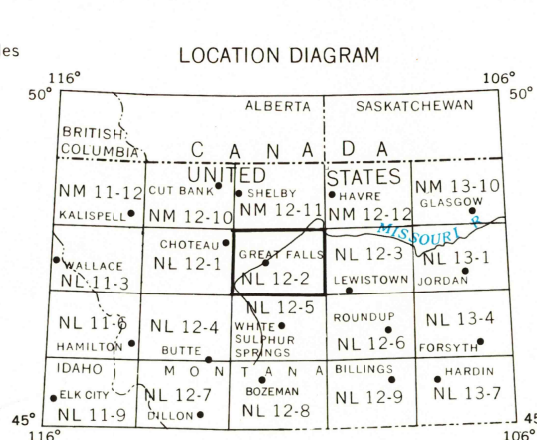 es
LOCATION DIAGRAM
116° 106°
50° 50°
ALBERTA SASKATCHEWAN
BRITISH
COLUMBIA
C A N A D A
UNITED STATES
NM 11-12
KALISPELL
CUT BANK
NM 12-10
SHELBY
NM 12-11
HAVRE
NM 12-12
NM 13-10
GLASGOW
MISSOURI R
WALLACE
NL 11-3
CHOTEAU
NL 12-1
GREAT FALLS
NL 12-2
NL 12-3
LEWISTOWN
NL 13-1
JORDAN
NL 11-6
HAMILTON
NL 12-4
BUTTE
NL 12-5
WHITE
SULPHUR
SPRINGS
ROUNDUP
NL 12-6
NL 13-4
FORSYTH
IDAHO
MONTANA
ELK CITY
NL 11-9
NL 12-7
DILLON
BOZEMAN
NL 12-8
BILLINGS
NL 12-9
HARDIN
NL 13-7
45° 45°
116° 106°